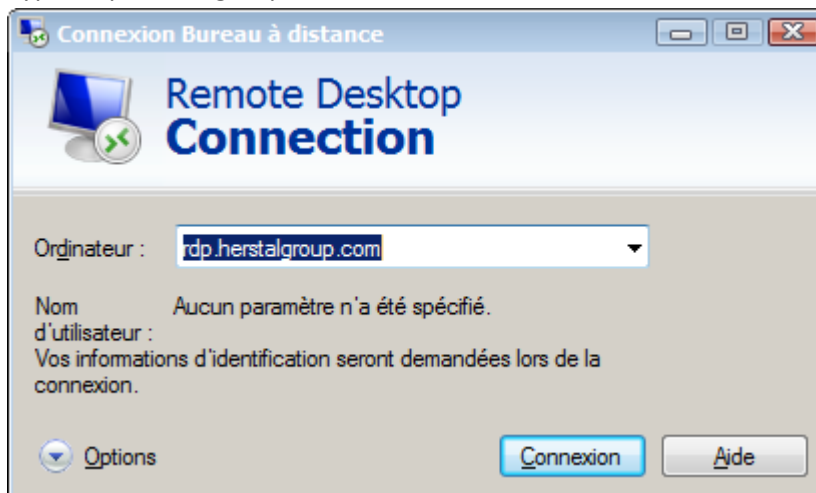 Connexion Bureau à distance
Remote Desktop
Connection
Ordinateur :
rdp.herstalgroup.com
Nom
d'utilisateur :
Aucun paramètre n'a été spécifié.
Vos informations d'identification seront demandées lors de la
connexion.
Options
Connexion
Aide